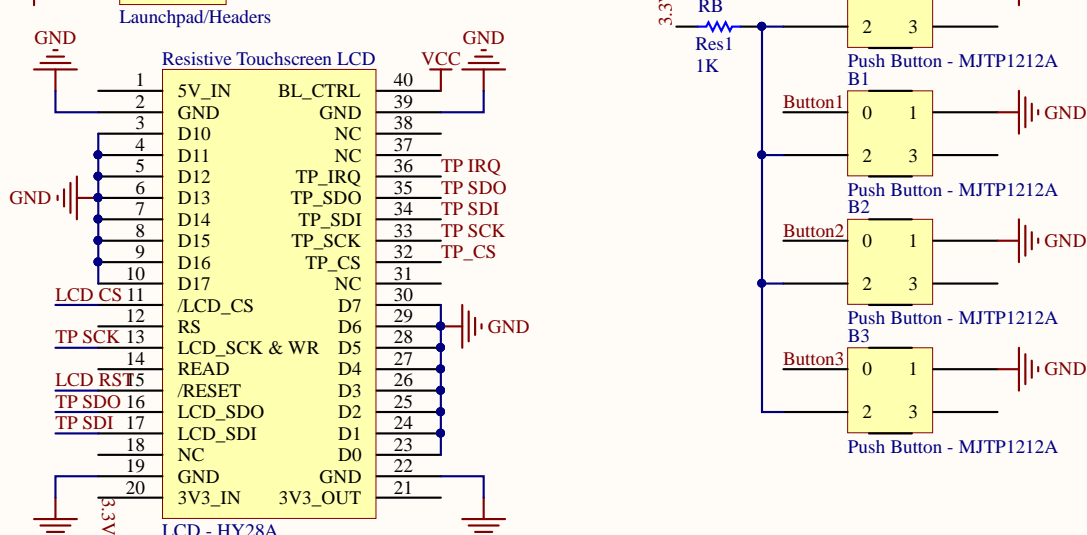 Launchpad/Headers
GND
GND
Resistive Touchscreen LCD
VCC
1 5V_IN BL_CTRL 40
2 GND GND 39
3 D10 NC 38
4 D11 NC 37
5 D12 TP_IRQ 36 TP IRQ
6 D13 TP_SDO 35 TP SDO
GND
7 D14 TP_SDI 34 TP SDI
8 D15 TP_SCK 33 TP SCK
9 D16 TP_CS 32 TP_CS
10 D17 NC 31
LCD CS 11 /LCD_CS D7 30
12 RS D6 29 GND
TP SCK 13 LCD_SCK & WR D5 28
14 READ D4 27
LCD RST 15 /RESET D3 26
TP SDO 16 LCD_SDO D2 25
TP SDI 17 LCD_SDI D1 24
18 NC D0 23
19 GND GND 22
20 3V3_IN 3V3_OUT 21
3.3V
LCD - HY28A
3.3
RB
Res1
1K
2 3
Push Button - MJTP1212A
B1
Button1 0 1 GND
2 3
Push Button - MJTP1212A
B2
Button2 0 1 GND
2 3
Push Button - MJTP1212A
B3
Button3 0 1 GND
2 3
Push Button - MJTP1212A